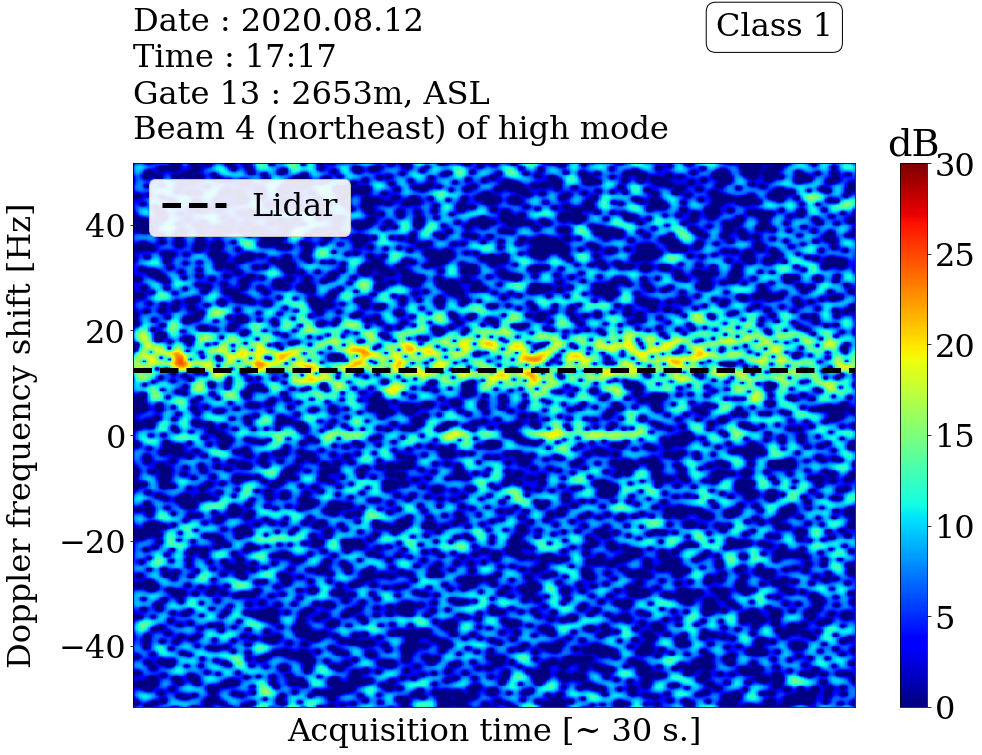 Date : 2020.08.12
Time : 17:17
Gate 13 : 2653m, ASL
Beam 4 (northeast) of high mode
Class 1
dB
Lidar
Doppler frequency shift [Hz]
40
20
0
−20
−40
Acquisition time [~ 30 s.]
30
25
20
15
10
5
0